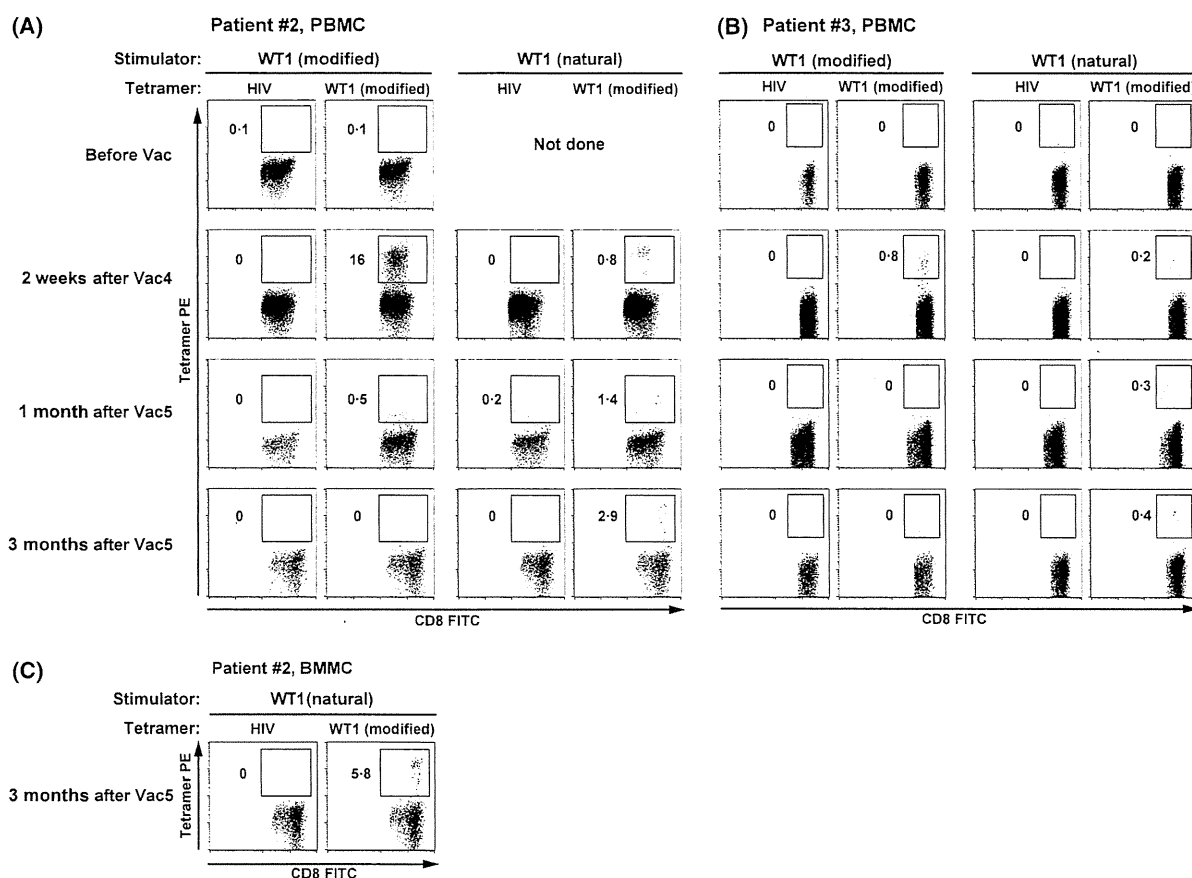 (A) Patient #2, PBMC
Stimulator: WT1 (modified) WT1 (natural)
Tetramer: HIV WT1 (modified) HIV WT1 (modified)
Before Vac 0·1 0·1 Not done
2 weeks after Vac4 0 16 0 0·8
1 month after Vac5 0 0·5 0·2 1·4
3 months after Vac5 0 0 0 2·9
Tetramer PE
CD8 FITC
(B) Patient #3, PBMC
WT1 (modified) WT1 (natural)
HIV WT1 (modified) HIV WT1 (modified)
0 0 0 0
0 0·8 0 0·2
0 0 0 0·3
0 0 0 0·4
CD8 FITC
(C) Patient #2, BMMC
Stimulator: WT1(natural)
Tetramer: HIV WT1 (modified)
3 months after Vac5 0 5·8
Tetramer PE
CD8 FITC